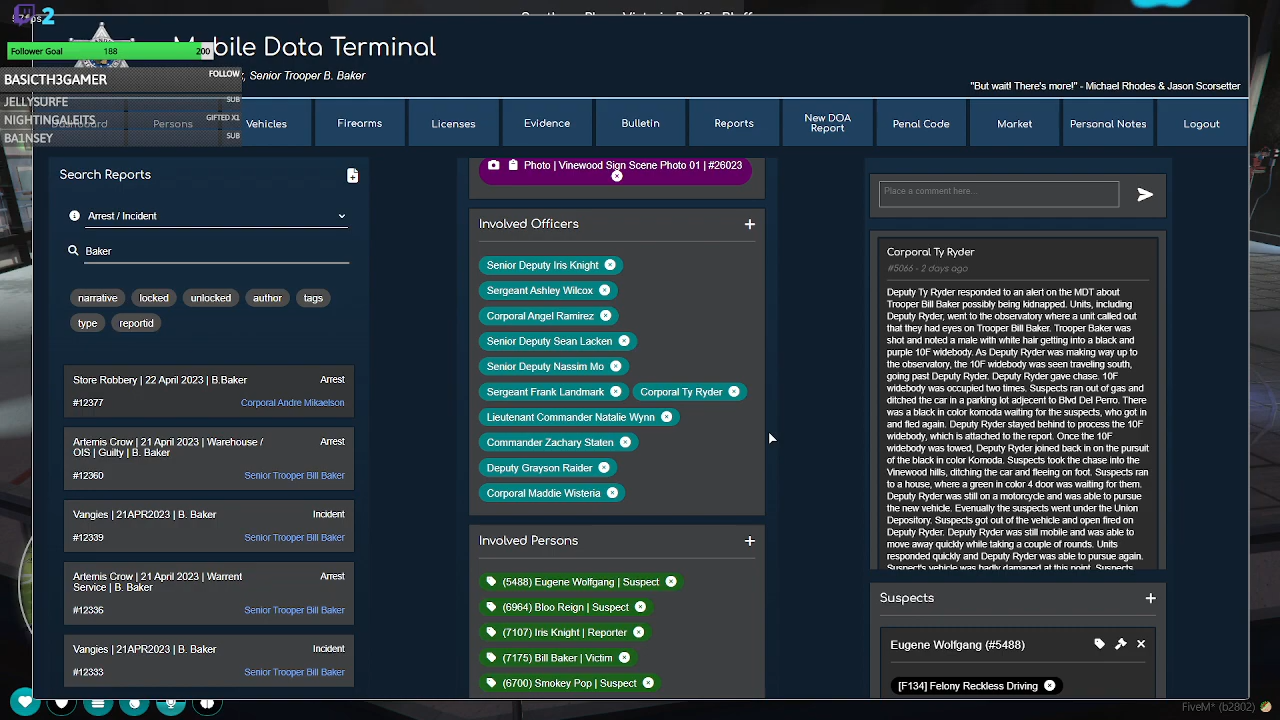 2
Follower Goal 188 200
BASICTH3GAMER FOLLOW
JELLYSURFE SUB
NIGHTINGALEITS GIFTED X1
BA1NSEY SUB
Mobile Data Terminal
Senior Trooper B. Baker
"But wait! There's more!" - Michael Rhodes & Jason Scorsetter
Dashboard Persons Vehicles Firearms Licenses Evidence Bulletin Reports New DOA Report Penal Code Market Personal Notes Logout
Search Reports
Arrest / Incident
Baker
narrative locked unlocked author tags
type reportid
Store Robbery | 22 April 2023 | B.Baker Arrest
#12377 Corporal Andre Mikaelson
Artemis Crow | 21 April 2023 | Warehouse / Arrest
OIS | Guilty | B. Baker
#12360 Senior Trooper Bill Baker
Vangies | 21APR2023 | B. Baker Incident
#12339 Senior Trooper Bill Baker
Artemis Crow | 21 April 2023 | Warrent Arrest
Service | B. Baker
#12336 Senior Trooper Bill Baker
Vangies | 21APR2023 | B. Baker Incident
#12333 Senior Trooper Bill Baker
Photo | Vinewood Sign Scene Photo 01 | #26023
Involved Officers
Senior Deputy Iris Knight
Sergeant Ashley Wilcox
Corporal Angel Ramirez
Senior Deputy Sean Lacken
Senior Deputy Nassim Mo
Sergeant Frank Landmark Corporal Ty Ryder
Lieutenant Commander Natalie Wynn
Commander Zachary Staten
Deputy Grayson Raider
Corporal Maddie Wisteria
Involved Persons
(5488) Eugene Wolfgang | Suspect
(6964) Bloo Reign | Suspect
(7107) Iris Knight | Reporter
(7175) Bill Baker | Victim
(6700) Smokey Pop | Suspect
Place a comment here...
Corporal Ty Ryder
#5066 - 2 days ago
Deputy Ty Ryder responded to an alert on the MDT about
Trooper Bill Baker possibly being kidnapped. Units, including
Deputy Ryder, went to the observatory where a unit called out
that they had eyes on Trooper Bill Baker. Trooper Baker was
shot and noted a male with white hair getting into a black and
purple 10F widebody. As Deputy Ryder was making way up to
the observatory, the 10F widebody was seen traveling south,
going past Deputy Ryder. Deputy Ryder gave chase. 10F
widebody was occupied two times. Suspects ran out of gas and
ditched the car in a parking lot adjecent to Blvd Del Perro. There
was a black in color komoda waiting for the suspects, who got in
and fled again. Deputy Ryder stayed behind to process the 10F
widebody, which is attached to the report. Once the 10F
widebody was towed, Deputy Ryder joined back in on the pursuit
of the black in color Komoda. Suspects took the chase into the
Vinewood hills, ditching the car and fleeing on foot. Suspects ran
to a house, where a green in color 4 door was waiting for them.
Deputy Ryder was still on a motorcycle and was able to pursue
the new vehicle. Evenually the suspects went under the Union
Depository. Suspects got out of the vehicle and open fired on
Deputy Ryder. Deputy Ryder was still mobile and was able to
move away quickly while taking a couple of rounds. Units
responded quickly and Deputy Ryder was able to pursue again.
Suspect's vehicle was badly damaged at this point. Suspects
Suspects
Eugene Wolfgang (#5488)
[F134] Felony Reckless Driving
FiveM* (b2802)